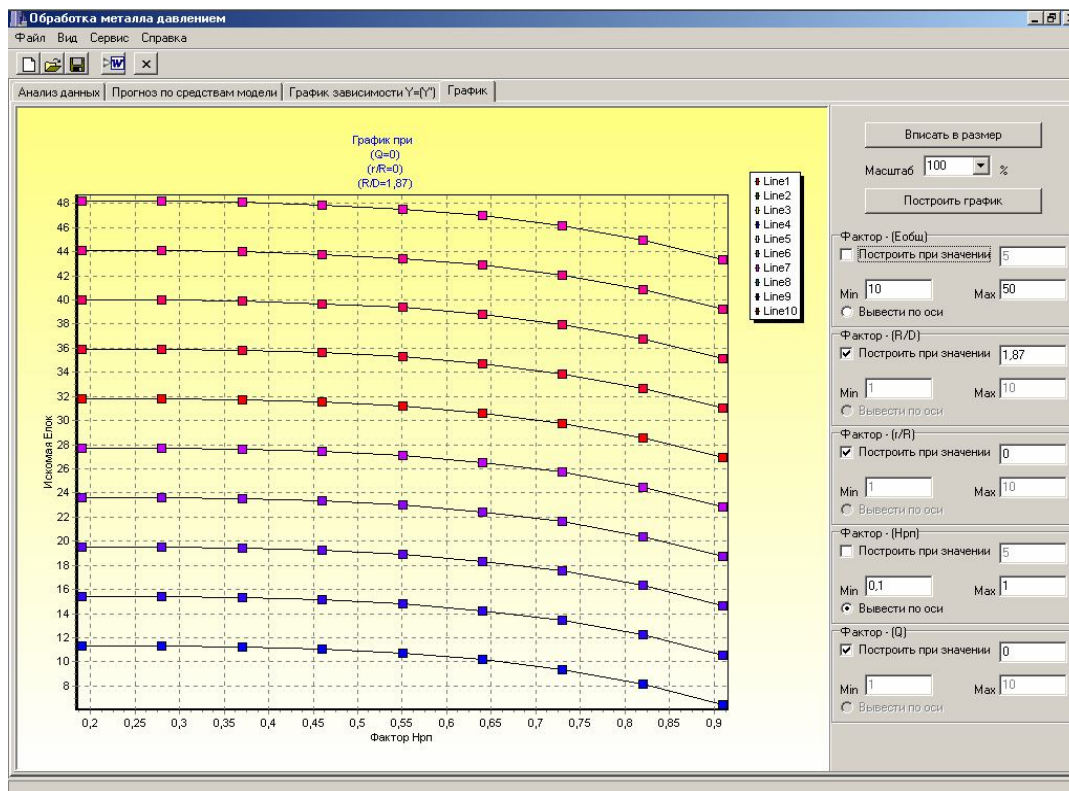 Обработка металла давлением
Файл Вид Сервис Справка
Анализ данных Прогноз по средствам модели График зависимости Y=(Y") График
График при
(Q=0)
(r/R=0)
(R/D=1,87)
48
46
44
42
40
38
36
34
32
30
28
26
24
22
20
18
16
14
12
10
8
Искомая Елок
0,2 0,25 0,3 0,35 0,4 0,45 0,5 0,55 0,6 0,65 0,7 0,75 0,8 0,85 0,9
Фактор Нрп
Line1
Line2
Line3
Line4
Line5
Line6
Line7
Line8
Line9
Line10
Вписать в размер
Масштаб 100 %
Построить график
Фактор - (Еобщ)
Построить при значении 5
Min 10 Max 50
Вывести по оси
Фактор - (R/D)
Построить при значении 1,87
Min 1 Max 10
Вывести по оси
Фактор - (r/R)
Построить при значении 0
Min 1 Max 10
Вывести по оси
Фактор - (Нрп)
Построить при значении 5
Min 0,1 Max 1
Вывести по оси
Фактор - (Q)
Построить при значении 0
Min 1 Max 10
Вывести по оси